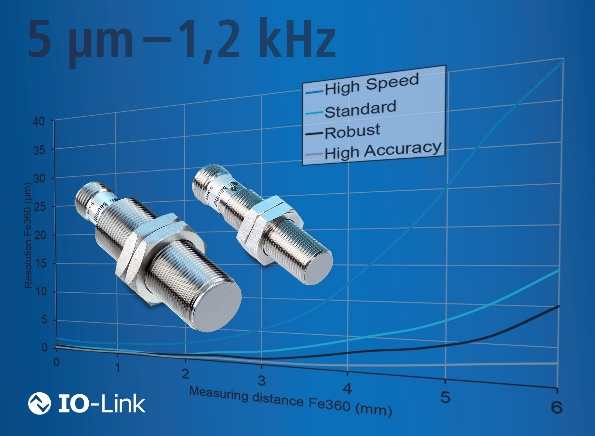 5 µm – 1,2 kHz
High Speed
Standard
Robust
High Accuracy
40
35
30
25
20
15
10
5
0
Resolution Fe360 (µm)
0
1
2
3
4
5
6
Measuring distance Fe360 (mm)
IO-Link